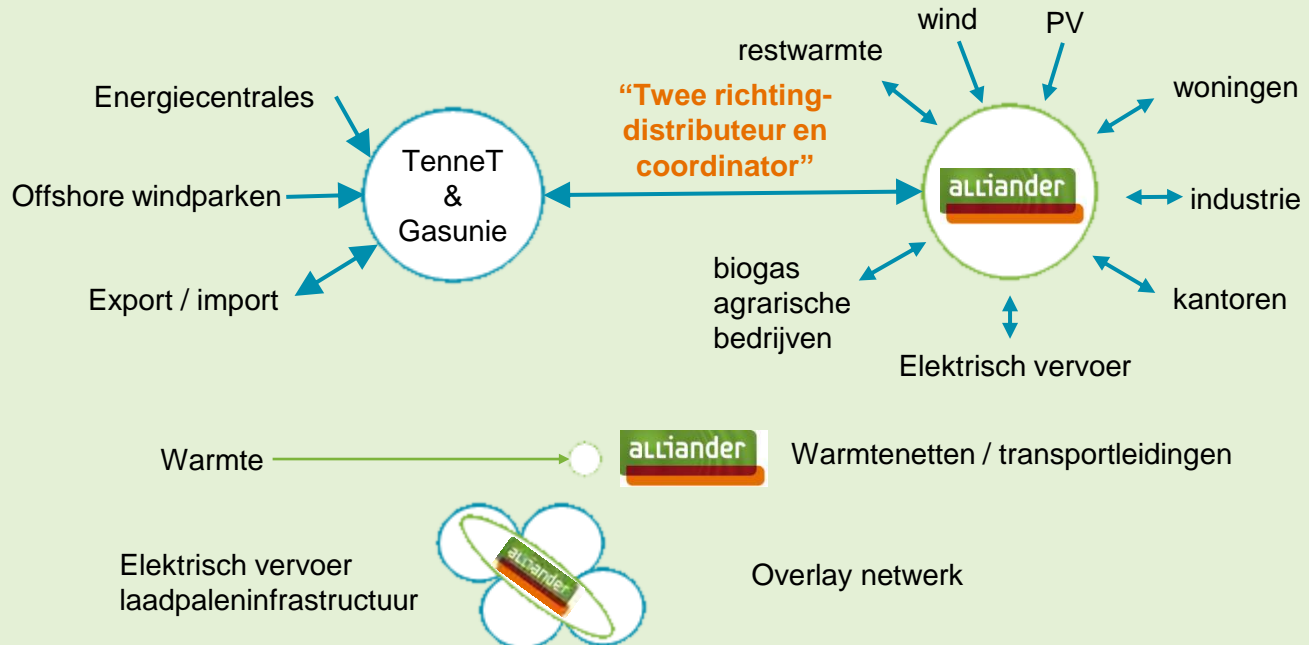 wind
PV
restwarmte
Energiecentrales
“Twee richting-
distributeur en
coordinator”
woningen
TenneT
&
Gasunie
alliander
Offshore windparken
industrie
biogas
agrarische
bedrijven
Export / import
kantoren
Elektrisch vervoer
Warmte
alliander
Warmtenetten / transportleidingen
Elektrisch vervoer
laadpaleninfrastructuur
alliander
Overlay netwerk